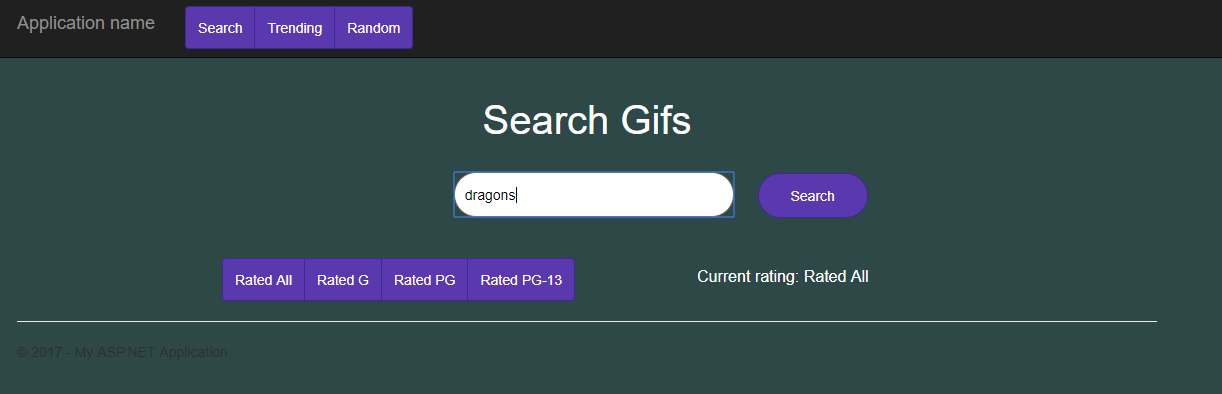 Application name Search Trending Random
Search Gifs
dragons Search
Rated All Rated G Rated PG Rated PG-13 Current rating: Rated All
© 2017 - My ASP.NET Application